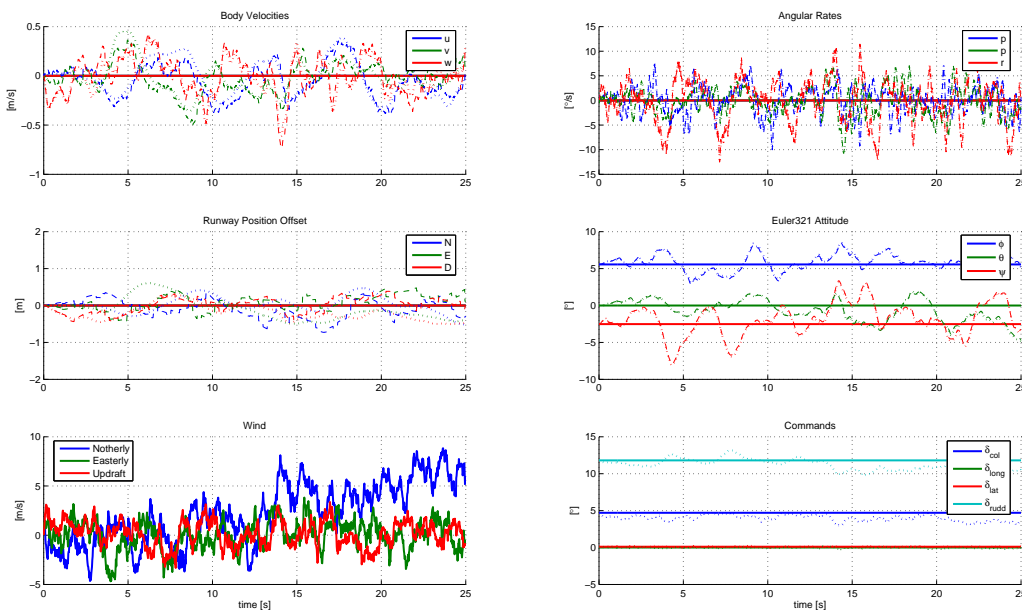 Body Velocities
0.5
0
−0.5
−1
[m/s]
0 5 10 15 20 25
u
v
w
Angular Rates
15
10
5
0
−5
−10
−15
[°/s]
0 5 10 15 20 25
p
p
r
Runway Position Offset
2
1
0
−1
−2
[m]
0 5 10 15 20 25
N
E
D
Euler321 Attitude
10
5
0
−5
−10
[°]
0 5 10 15 20 25
ϕ
θ
ψ
Wind
10
5
0
−5
[m/s]
0 5 10 15 20 25
time [s]
Notherly
Easterly
Updraft
Commands
15
10
5
0
−5
[°]
0 5 10 15 20 25
time [s]
δcol
δlong
δlat
δrudd